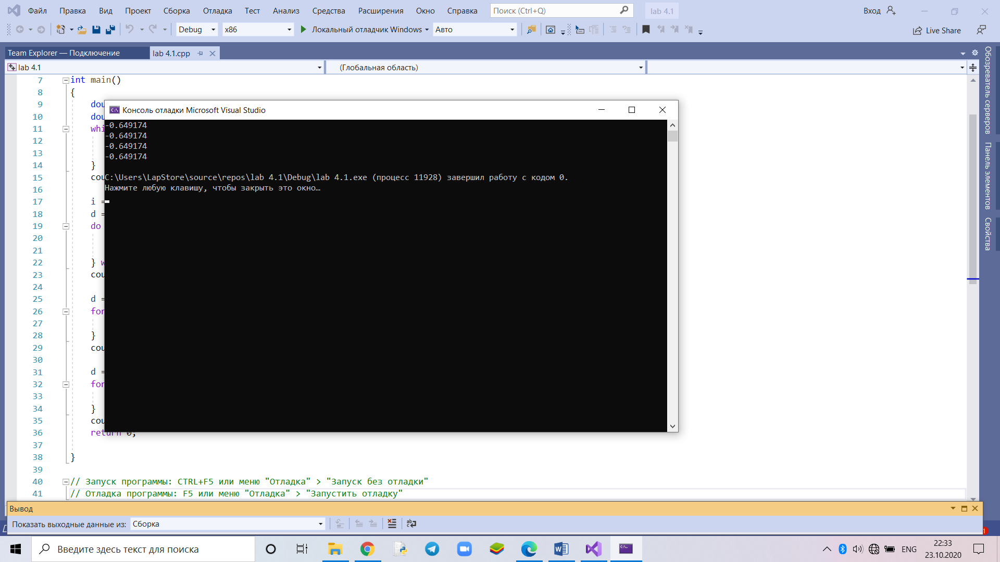 Файл Правка Вид Проект Сборка Отладка Тест Анализ Средства Расширения Окно Справка Поиск (Ctrl+Q) lab 4.1 Вход
Debug x86 Локальный отладчик Windows Авто Live Share
Team Explorer — Подключение lab 4.1.cpp
lab 4.1 (Глобальная область)
Обозреватель серверов
Панель элементов
Свойства
7 int main()
8 {
9 dou
10 dou
11 whi
12
13
14 }
15 cou
16
17 i =
18 d =
19 do
20
21
22 } w
23 cou
24
25 d =
26 for
27
28 }
29 cou
30
31 d =
32 for
33
34 }
35 cou
36 return 0;
37
38 }
39
40 // Запуск программы: CTRL+F5 или меню "Отладка" > "Запуск без отладки"
41 // Отладка программы: F5 или меню "Отладка" > "Запустить отладку"
Консоль отладки Microsoft Visual Studio
-0.649174
-0.649174
-0.649174
-0.649174
C:\Users\LapStore\source\repos\lab 4.1\Debug\lab 4.1.exe (процесс 11928) завершил работу с кодом 0.
Нажмите любую клавишу, чтобы закрыть это окно…
Вывод
Показать выходные данные из: Сборка
Введите здесь текст для поиска
ENG
22:33
23.10.2020